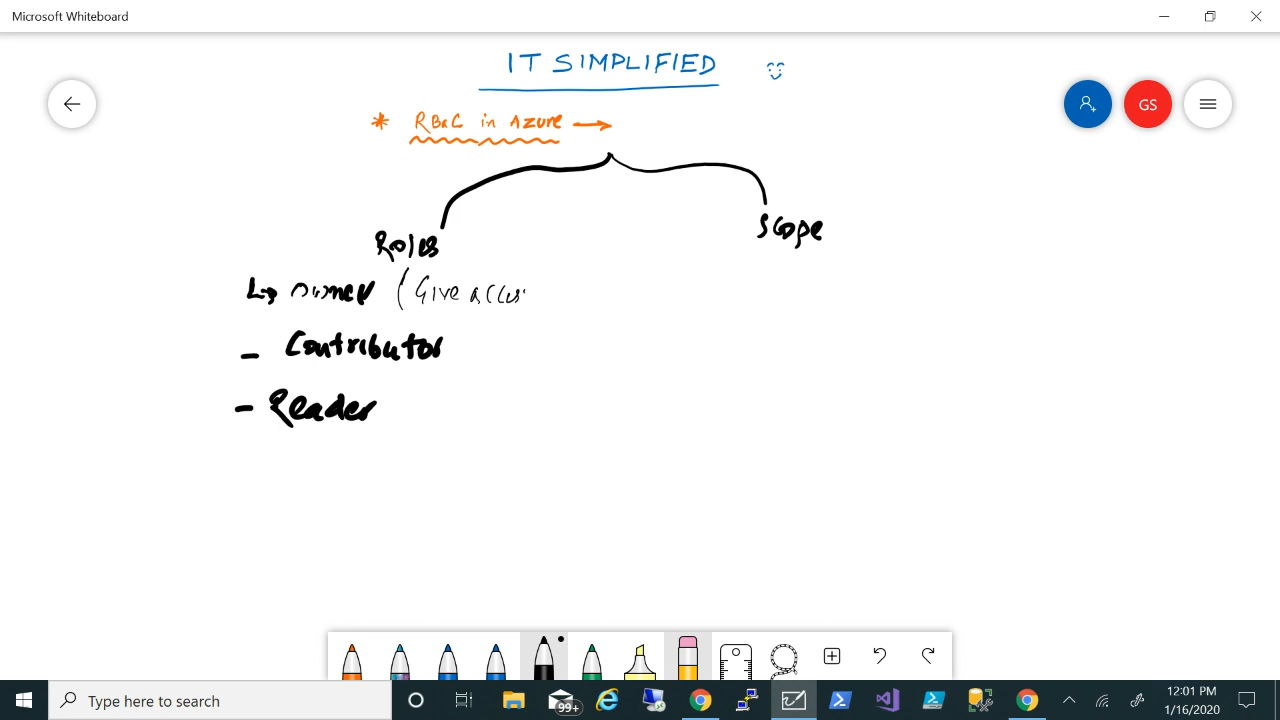 Microsoft Whiteboard
IT SIMPLIFIED
GS
* RBaC in Azure →
Roles
Scope
↳ owner (Give access
- Contributor
- Reader
Type here to search
99+
12:01 PM
1/16/2020